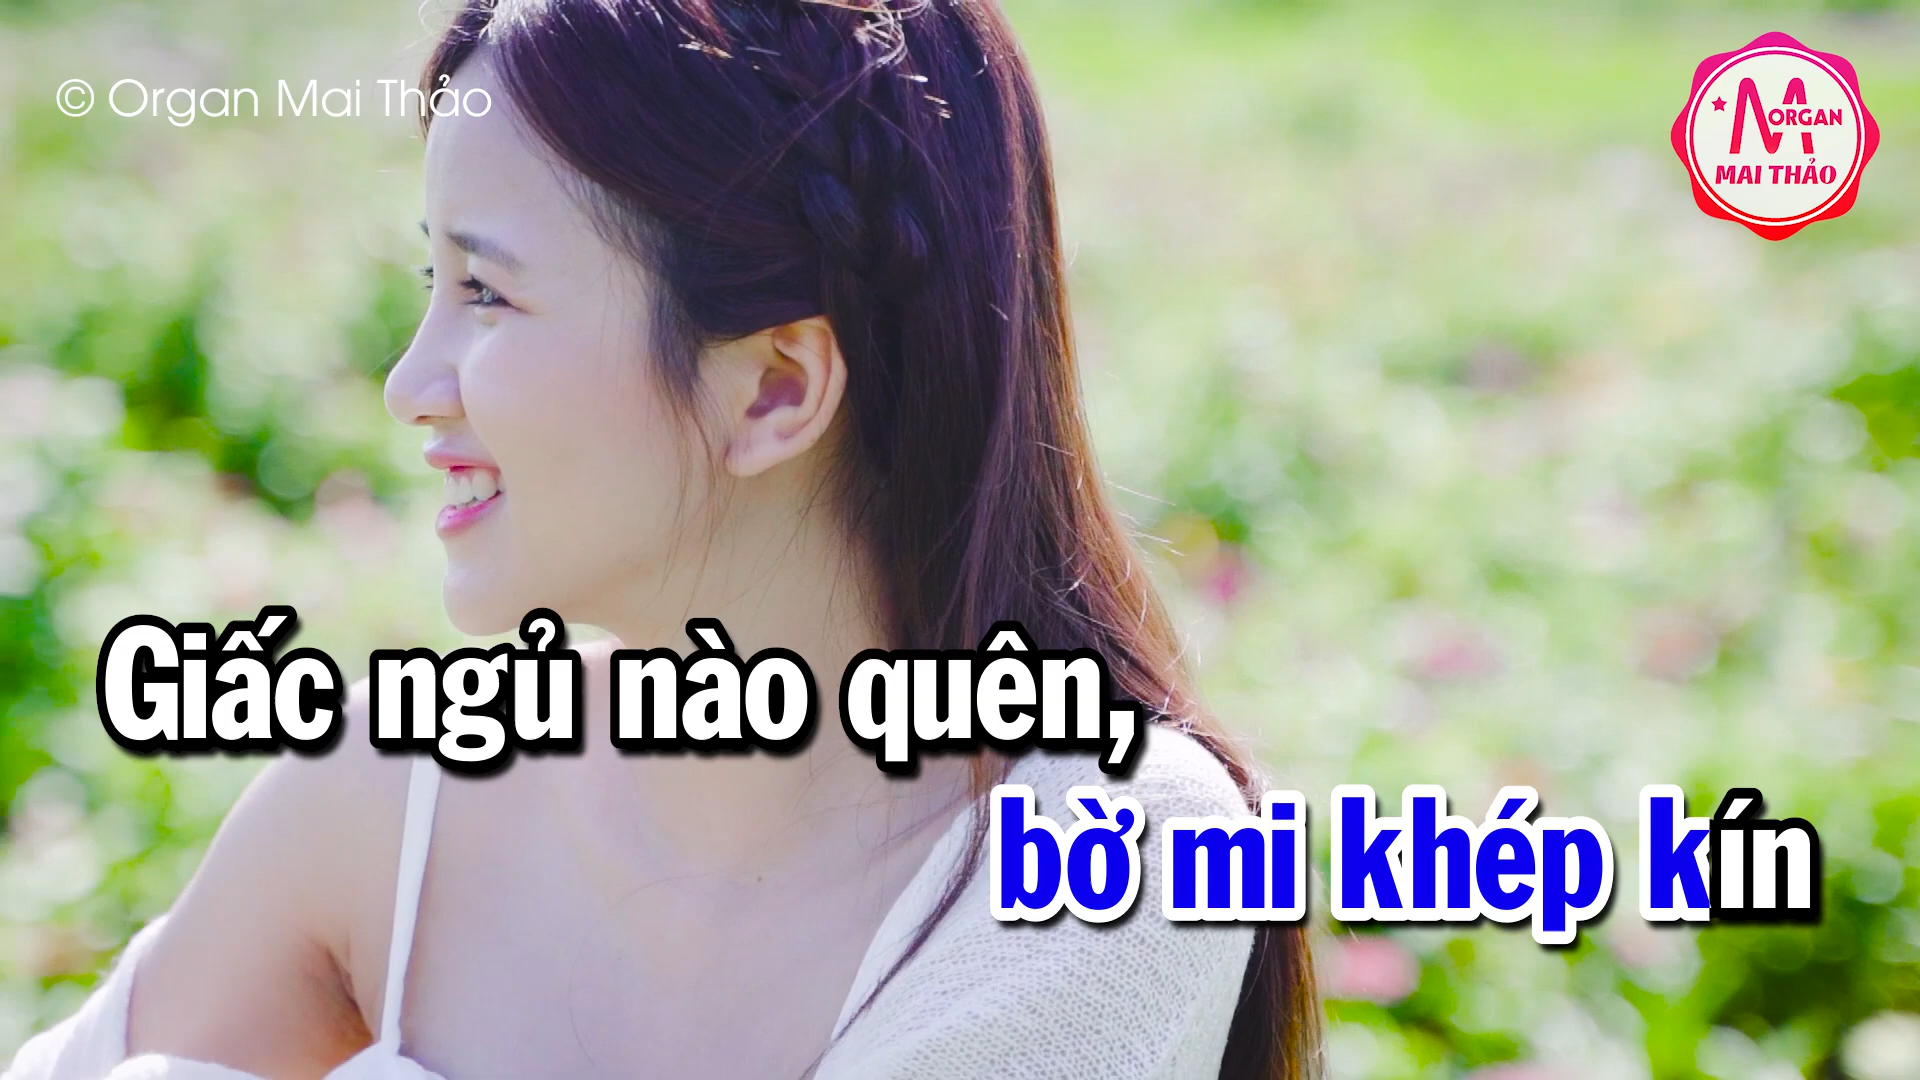 © Organ Mai Thảo
M ORGAN
MAI THẢO
Giấc ngủ nào quên,
bờ mi khép kín